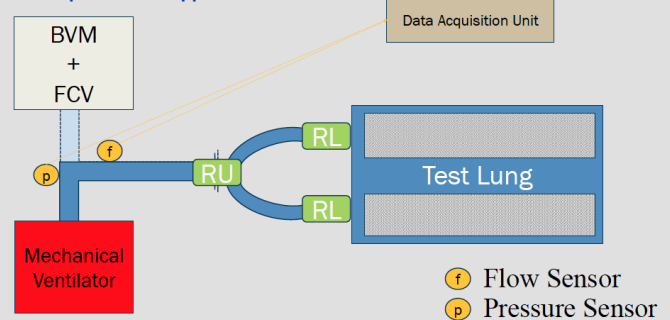 Data Acquisition Unit
BVM
+
FCV
f
p
RU
RL
RL
Test Lung
Mechanical
Ventilator
f Flow Sensor
p Pressure Sensor